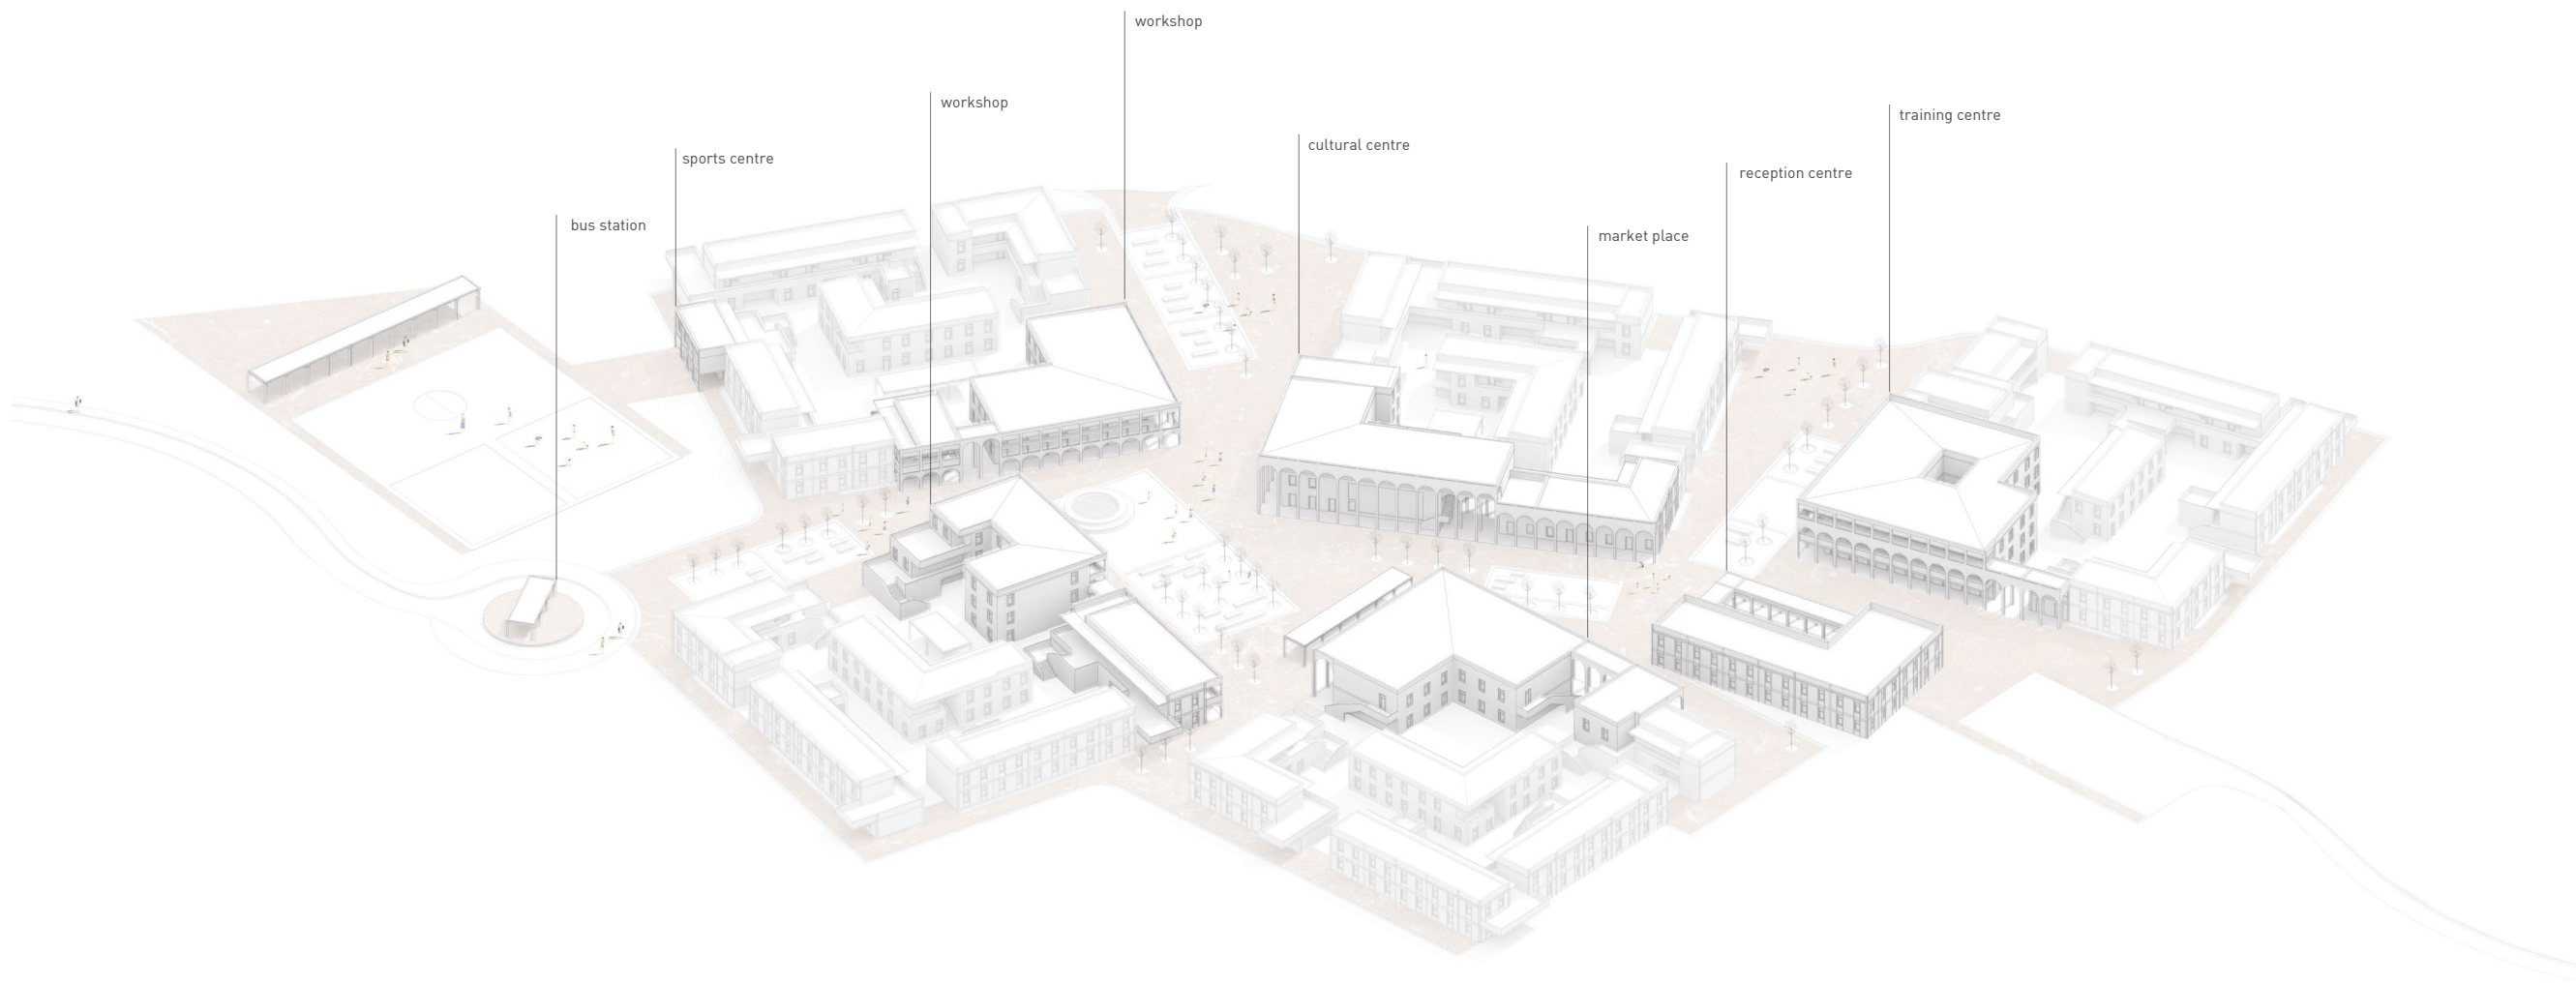 workshop
workshop
training centre
cultural centre
sports centre
reception centre
bus station
market place